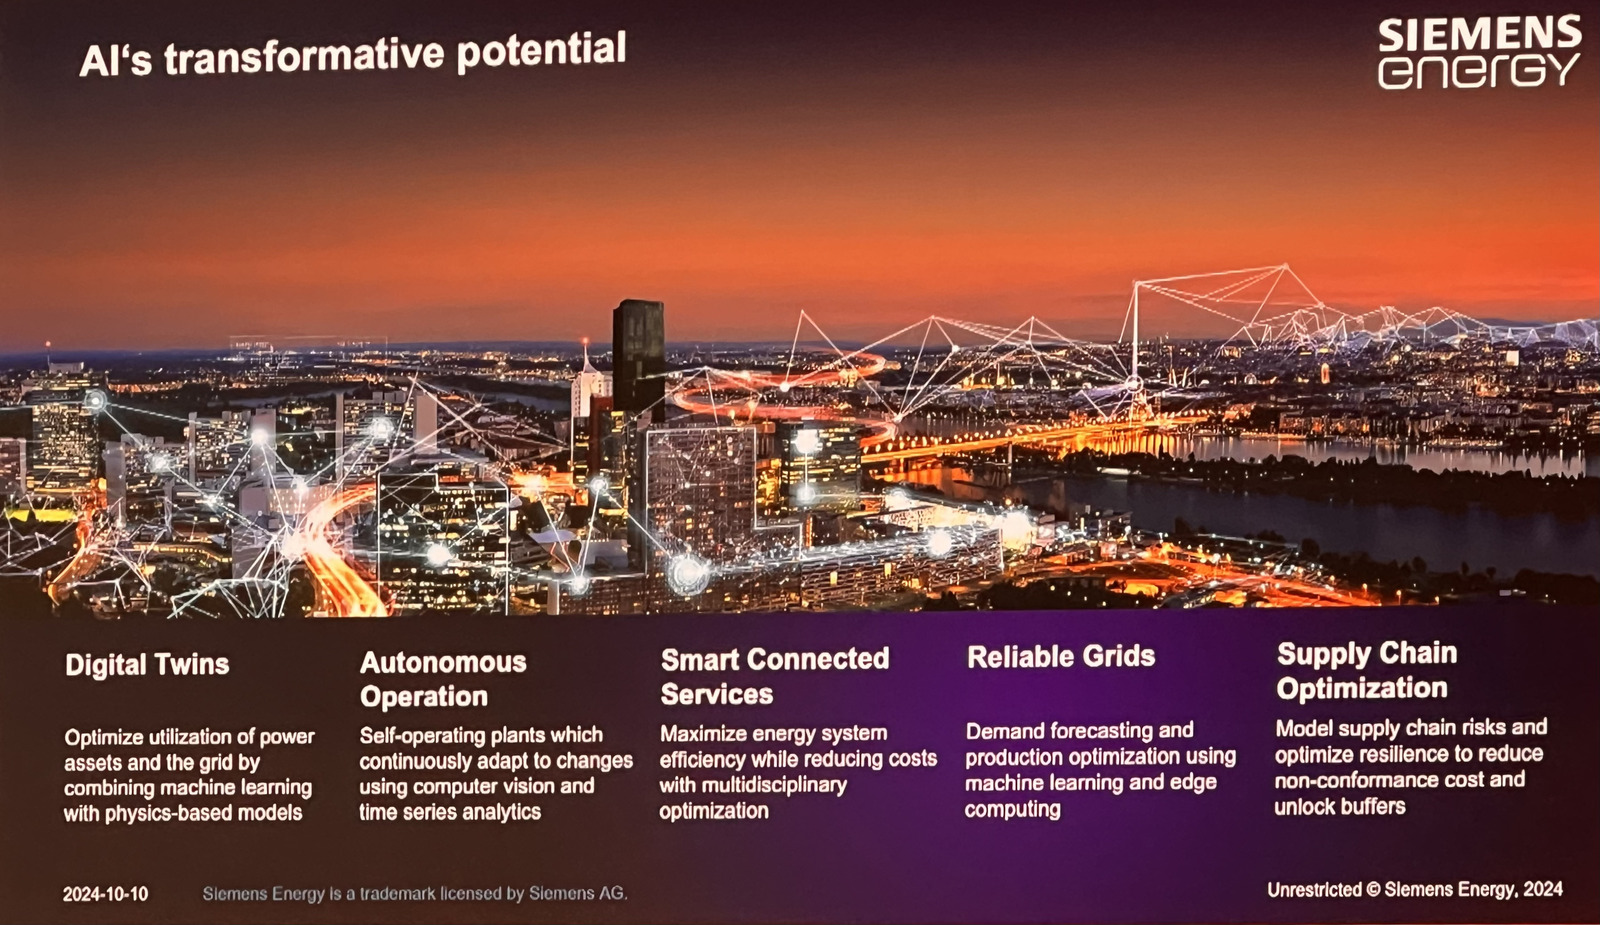 AI‘s transformative potential
SIEMENS
energy
Digital Twins
Optimize utilization of power
assets and the grid by
combining machine learning
with physics-based models
Autonomous
Operation
Self-operating plants which
continuously adapt to changes
using computer vision and
time series analytics
Smart Connected
Services
Maximize energy system
efficiency while reducing costs
with multidisciplinary
optimization
Reliable Grids
Demand forecasting and
production optimization using
machine learning and edge
computing
Supply Chain
Optimization
Model supply chain risks and
optimize resilience to reduce
non-conformance cost and
unlock buffers
2024-10-10
Siemens Energy is a trademark licensed by Siemens AG.
Unrestricted © Siemens Energy, 2024